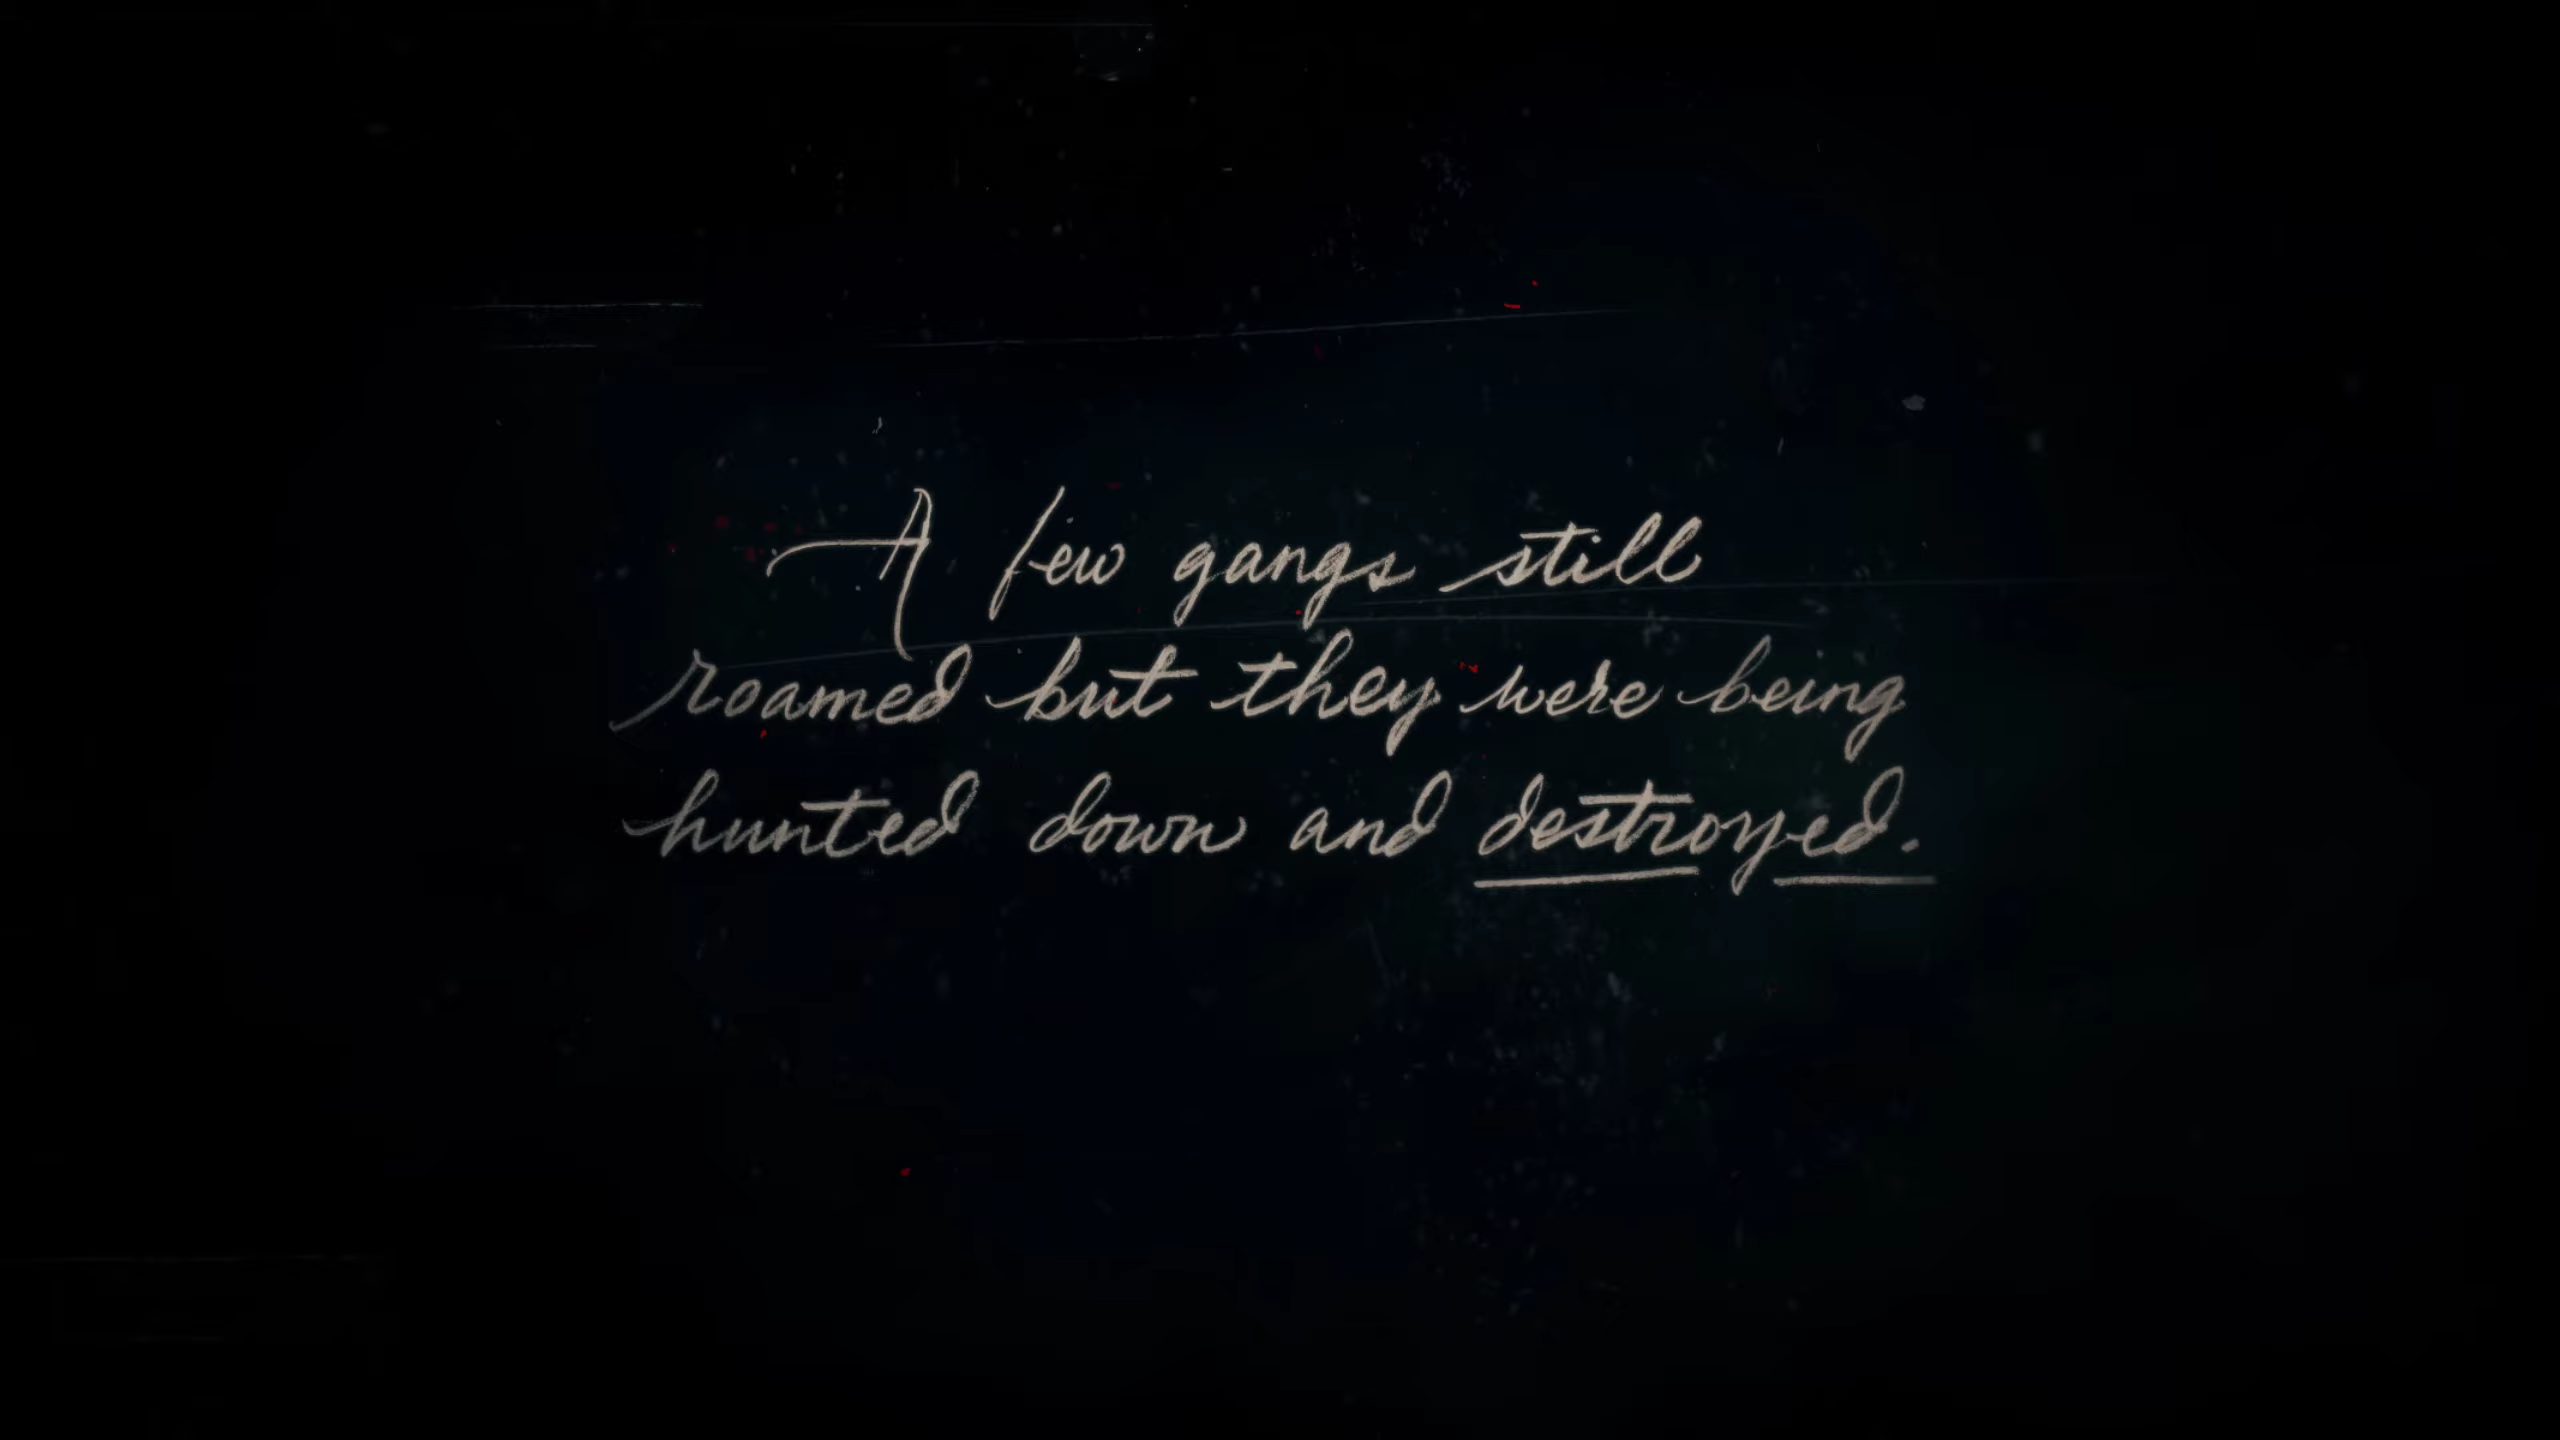 A few gangs still
roamed but they were being
hunted down and destroyed.